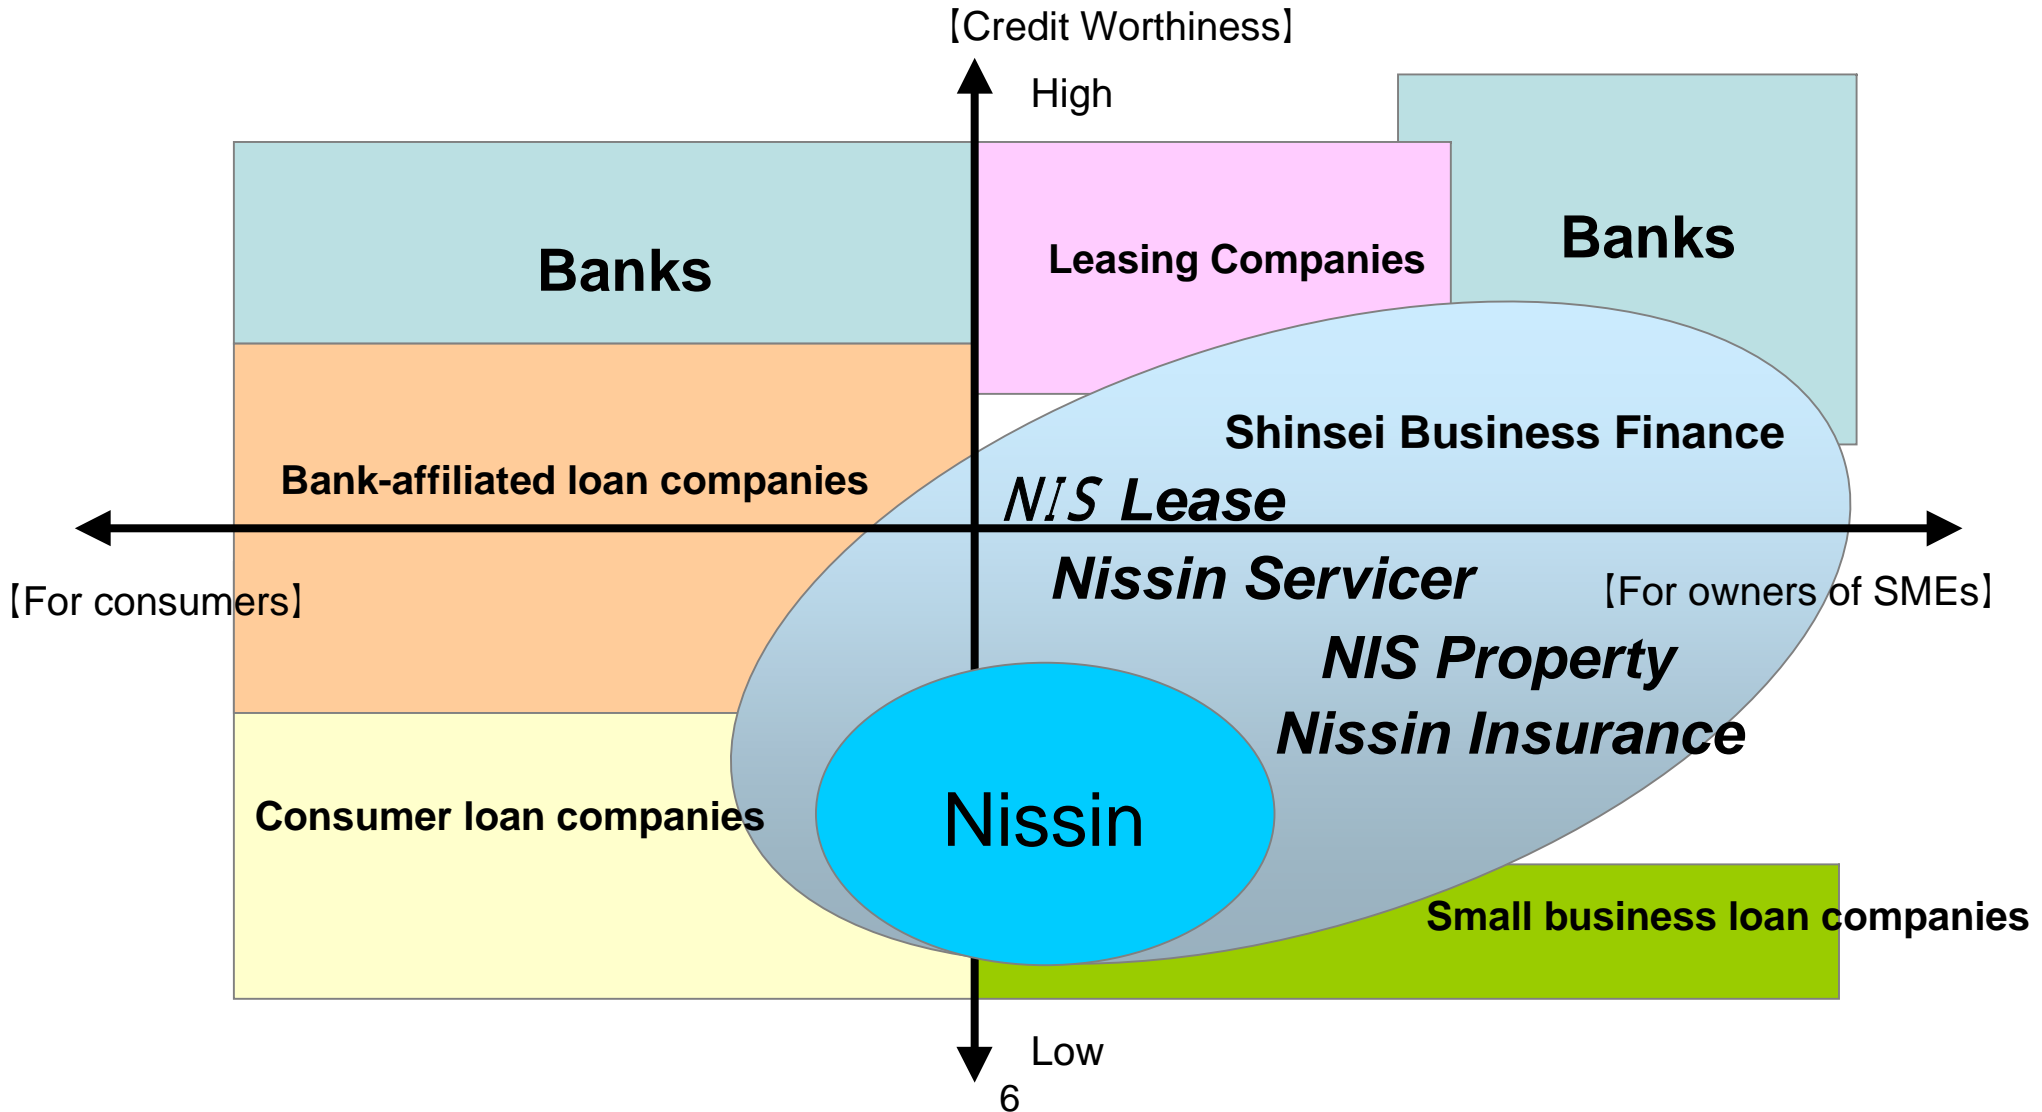 【Credit Worthiness】
High
Banks
Banks
Leasing Companies
Shinsei Business Finance
Bank-affiliated loan companies
NIS Lease
Nissin Servicer
【For consumers】
【For owners of SMEs】
NIS Property
Nissin Insurance
Consumer loan companies
Nissin
Small business loan companies
Low
6